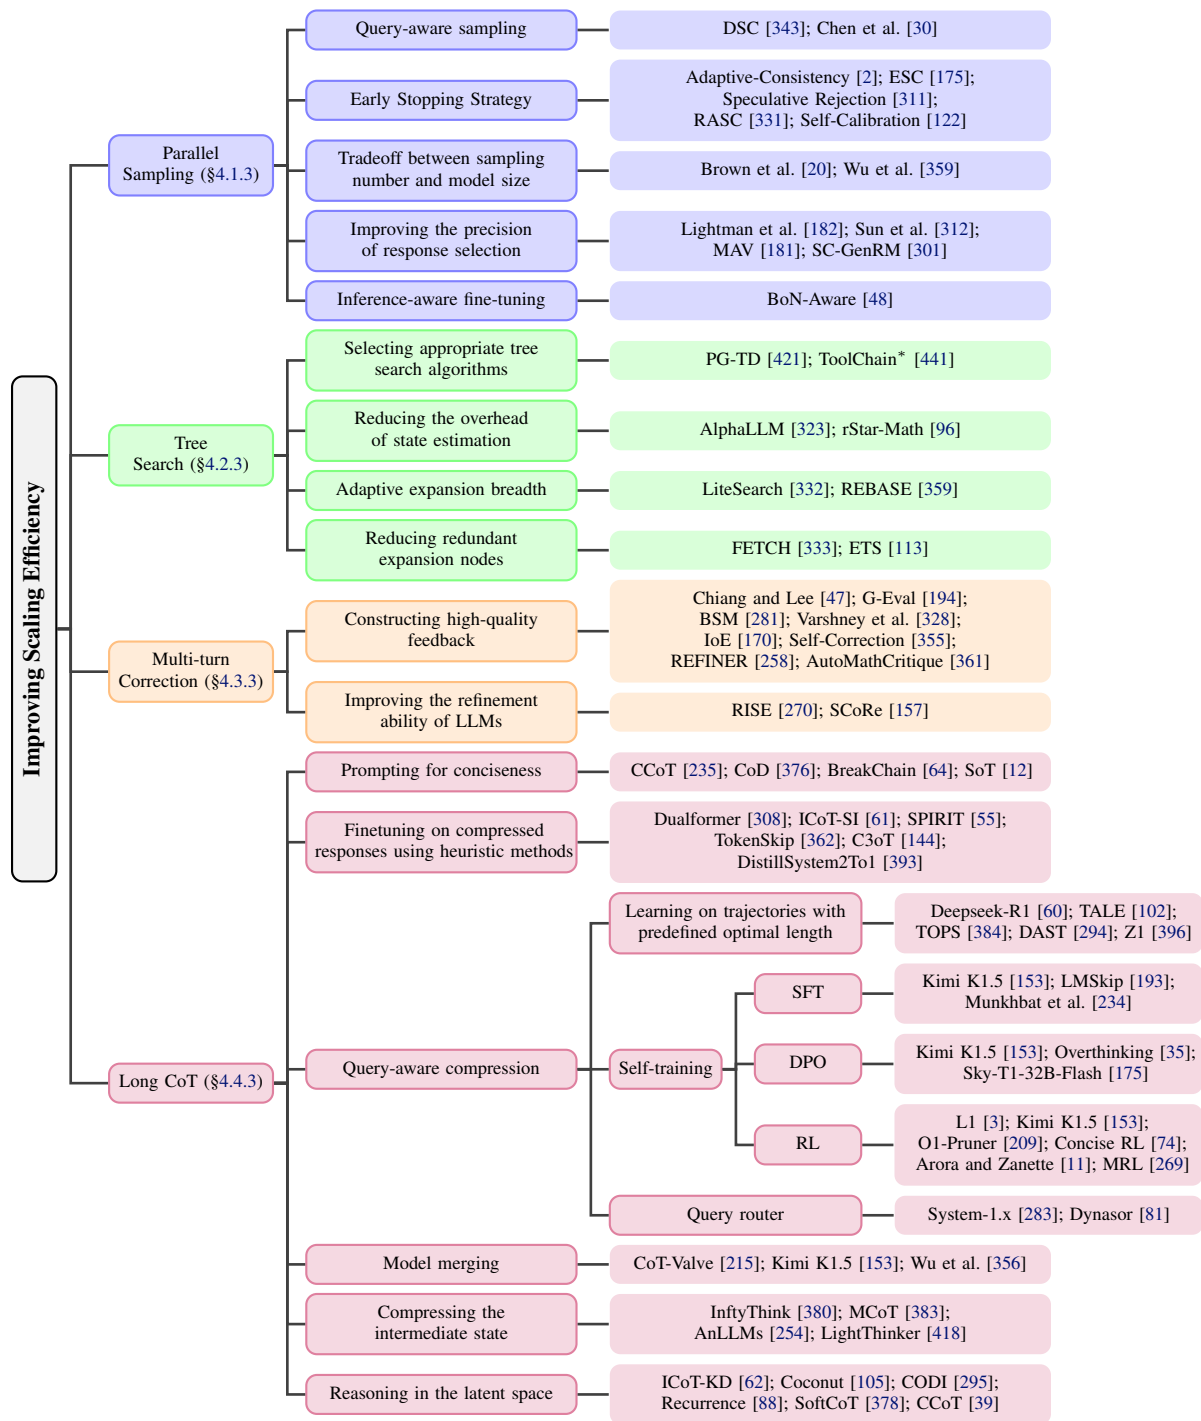 Improving Scaling Efficiency
Parallel
Sampling (§4.1.3)
Query-aware sampling
DSC [343]; Chen et al. [30]
Early Stopping Strategy
Adaptive-Consistency [2]; ESC [175];
Speculative Rejection [311];
RASC [331]; Self-Calibration [122]
Tradeoff between sampling
number and model size
Brown et al. [20]; Wu et al. [359]
Improving the precision
of response selection
Lightman et al. [182]; Sun et al. [312];
MAV [181]; SC-GenRM [301]
Inference-aware fine-tuning
BoN-Aware [48]
Tree
Search (§4.2.3)
Selecting appropriate tree
search algorithms
PG-TD [421]; ToolChain* [441]
Reducing the overhead
of state estimation
AlphaLLM [323]; rStar-Math [96]
Adaptive expansion breadth
LiteSearch [332]; REBASE [359]
Reducing redundant
expansion nodes
FETCH [333]; ETS [113]
Multi-turn
Correction (§4.3.3)
Constructing high-quality
feedback
Chiang and Lee [47]; G-Eval [194];
BSM [281]; Varshney et al. [328];
IoE [170]; Self-Correction [355];
REFINER [258]; AutoMathCritique [361]
Improving the refinement
ability of LLMs
RISE [270]; SCoRe [157]
Long CoT (§4.4.3)
Prompting for conciseness
CCoT [235]; CoD [376]; BreakChain [64]; SoT [12]
Finetuning on compressed
responses using heuristic methods
Dualformer [308]; ICoT-SI [61]; SPIRIT [55];
TokenSkip [362]; C3oT [144];
DistillSystem2To1 [393]
Query-aware compression
Learning on trajectories with
predefined optimal length
Deepseek-R1 [60]; TALE [102];
TOPS [384]; DAST [294]; Z1 [396]
Self-training
SFT
Kimi K1.5 [153]; LMSkip [193];
Munkhbat et al. [234]
DPO
Kimi K1.5 [153]; Overthinking [35];
Sky-T1-32B-Flash [175]
RL
L1 [3]; Kimi K1.5 [153];
O1-Pruner [209]; Concise RL [74];
Arora and Zanette [11]; MRL [269]
Query router
System-1.x [283]; Dynasor [81]
Model merging
CoT-Valve [215]; Kimi K1.5 [153]; Wu et al. [356]
Compressing the
intermediate state
InftyThink [380]; MCoT [383];
AnLLMs [254]; LightThinker [418]
Reasoning in the latent space
ICoT-KD [62]; Coconut [105]; CODI [295];
Recurrence [88]; SoftCoT [378]; CCoT [39]